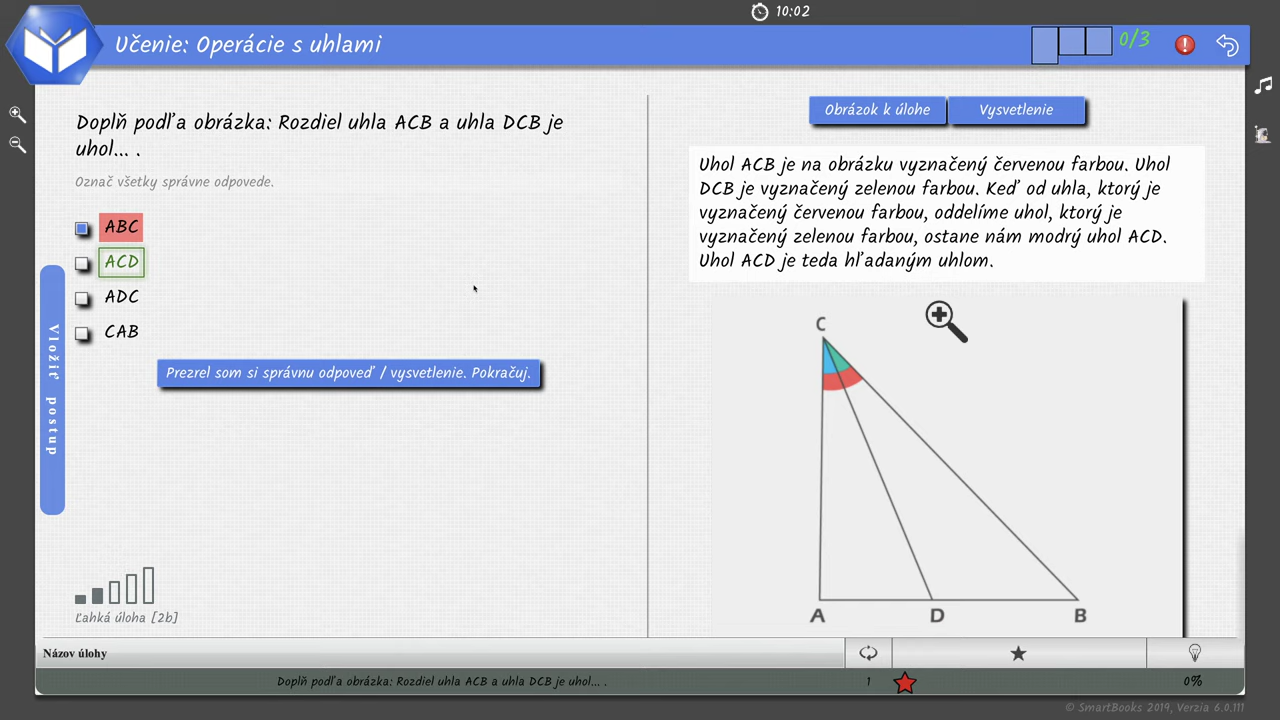 10:02
Učenie: Operácie s uhlami
0/3
Doplň podľa obrázka: Rozdiel uhla ACB a uhla DCB je
uhol... .
Označ všetky správne odpovede.
ABC
ACD
ADC
CAB
Prezrel som si správnu odpoveď / vysvetlenie. Pokračuj.
Vložiť postup
Ľahká úloha [2b]
Obrázok k úlohe
Vysvetlenie
Uhol ACB je na obrázku vyznačený červenou farbou. Uhol
DCB je vyznačený zelenou farbou. Keď od uhla, ktorý je
vyznačený červenou farbou, oddelíme uhol, ktorý je
vyznačený zelenou farbou, ostane nám modrý uhol ACD.
Uhol ACD je teda hľadaným uhlom.
C
A D B
Názov úlohy
Doplň podľa obrázka: Rozdiel uhla ACB a uhla DCB je uhol... . 1 0%
© SmartBooks 2019, Verzia 6.0.111